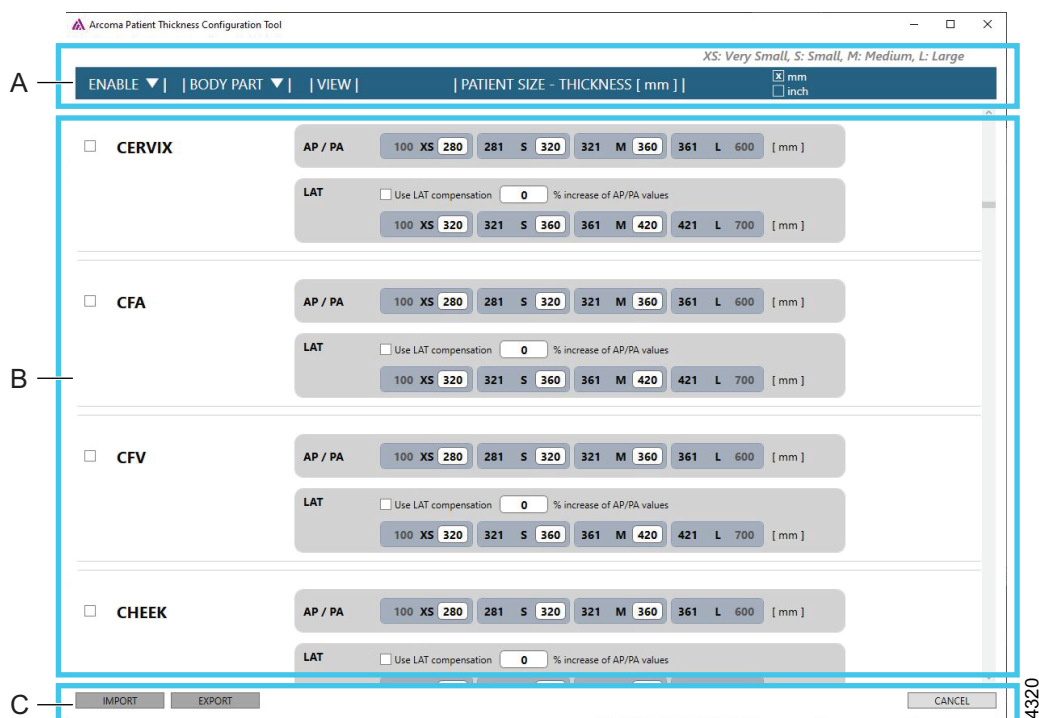 Arcoma Patient Thickness Configuration Tool
XS: Very Small, S: Small, M: Medium, L: Large
A
ENABLE ▼ | | BODY PART ▼ | | VIEW | | PATIENT SIZE - THICKNESS [ mm ] | x mm
inch
CERVIX AP / PA 100 XS 280 281 S 320 321 M 360 361 L 600 [ mm ]
LAT Use LAT compensation 0 % increase of AP/PA values
100 XS 320 321 S 360 361 M 420 421 L 700 [ mm ]
CFA AP / PA 100 XS 280 281 S 320 321 M 360 361 L 600 [ mm ]
LAT Use LAT compensation 0 % increase of AP/PA values
B
100 XS 320 321 S 360 361 M 420 421 L 700 [ mm ]
CFV AP / PA 100 XS 280 281 S 320 321 M 360 361 L 600 [ mm ]
LAT Use LAT compensation 0 % increase of AP/PA values
100 XS 320 321 S 360 361 M 420 421 L 700 [ mm ]
CHEEK AP / PA 100 XS 280 281 S 320 321 M 360 361 L 600 [ mm ]
LAT Use LAT compensation 0 % increase of AP/PA values
C
IMPORT EXPORT CANCEL
4320